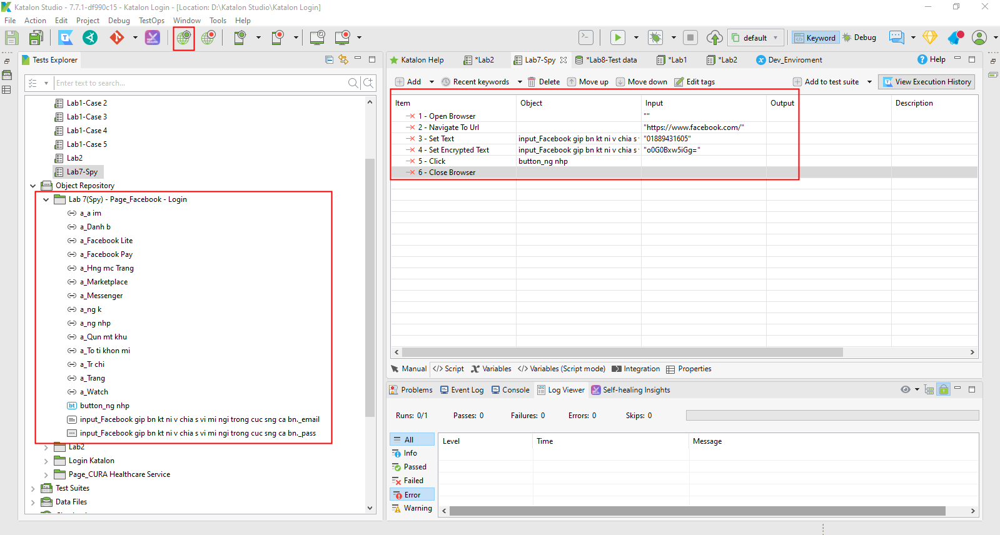 Katalon Studio - 7.7.1-df990c15 - Katalon Login - [Location: D:\Katalon Studio\Katalon Login]
File Action Edit Project Debug TestOps Window Tools Help
default Keyword Debug
Tests Explorer
Enter text to search...
Lab1-Case 2
Lab1-Case 3
Lab1-Case 4
Lab1-Case 5
Lab2
Lab7-Spy
Object Repository
Lab 7(Spy) - Page_Facebook - Login
a_a im
a_Danh b
a_Facebook Lite
a_Facebook Pay
a_Hng mc Trang
a_Marketplace
a_Messenger
a_ng k
a_ng nhp
a_Qun mt khu
a_To ti khon mi
a_Tr chi
a_Trang
a_Watch
bt button_ng nhp
input_Facebook gip bn kt ni v chia s vi mi ngi trong cuc sng ca bn._email
input_Facebook gip bn kt ni v chia s vi mi ngi trong cuc sng ca bn._pass
Lab2
Login Katalon
Page_CURA Healthcare Service
Test Suites
Data Files
Katalon Help *Lab2 Lab7-Spy *Lab8-Test data *Lab1 *Lab2 Dev_Enviroment Help
Add Recent keywords Delete Move up Move down Edit tags Add to test suite View Execution History
Item Object Input Output Description
1 - Open Browser ""
2 - Navigate To Url "https://www.facebook.com/"
3 - Set Text input_Facebook gip bn kt ni v chia s "01889431605"
4 - Set Encrypted Text input_Facebook gip bn kt ni v chia s "o0G0Bxw5iGg="
5 - Click button_ng nhp
6 - Close Browser
Manual </> Script Variables </> Variables (Script mode) Integration Properties
Problems Event Log Console Log Viewer Self-healing Insights
Runs: 0/1 Passes: 0 Failures: 0 Errors: 0 Skips: 0
All
Info
Passed
Failed
Error
Warning
Level Time Message